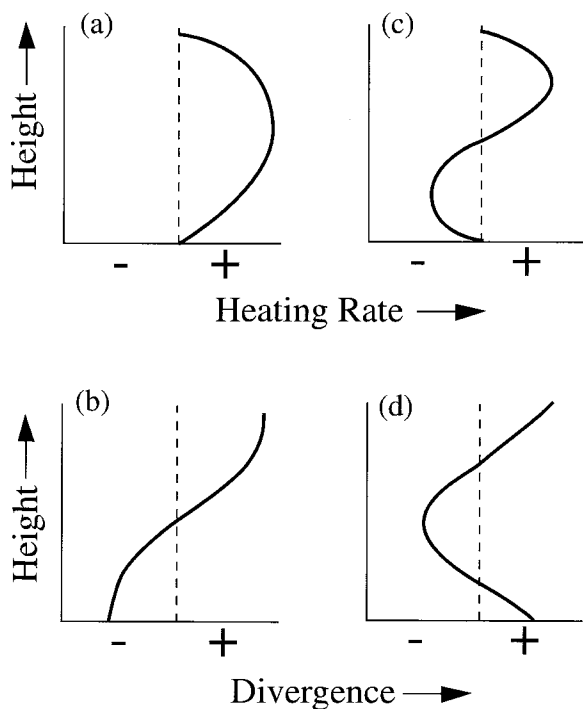 (a)
(c)
Height
- +
- +
Heating Rate
(b)
(d)
Height
- +
- +
Divergence